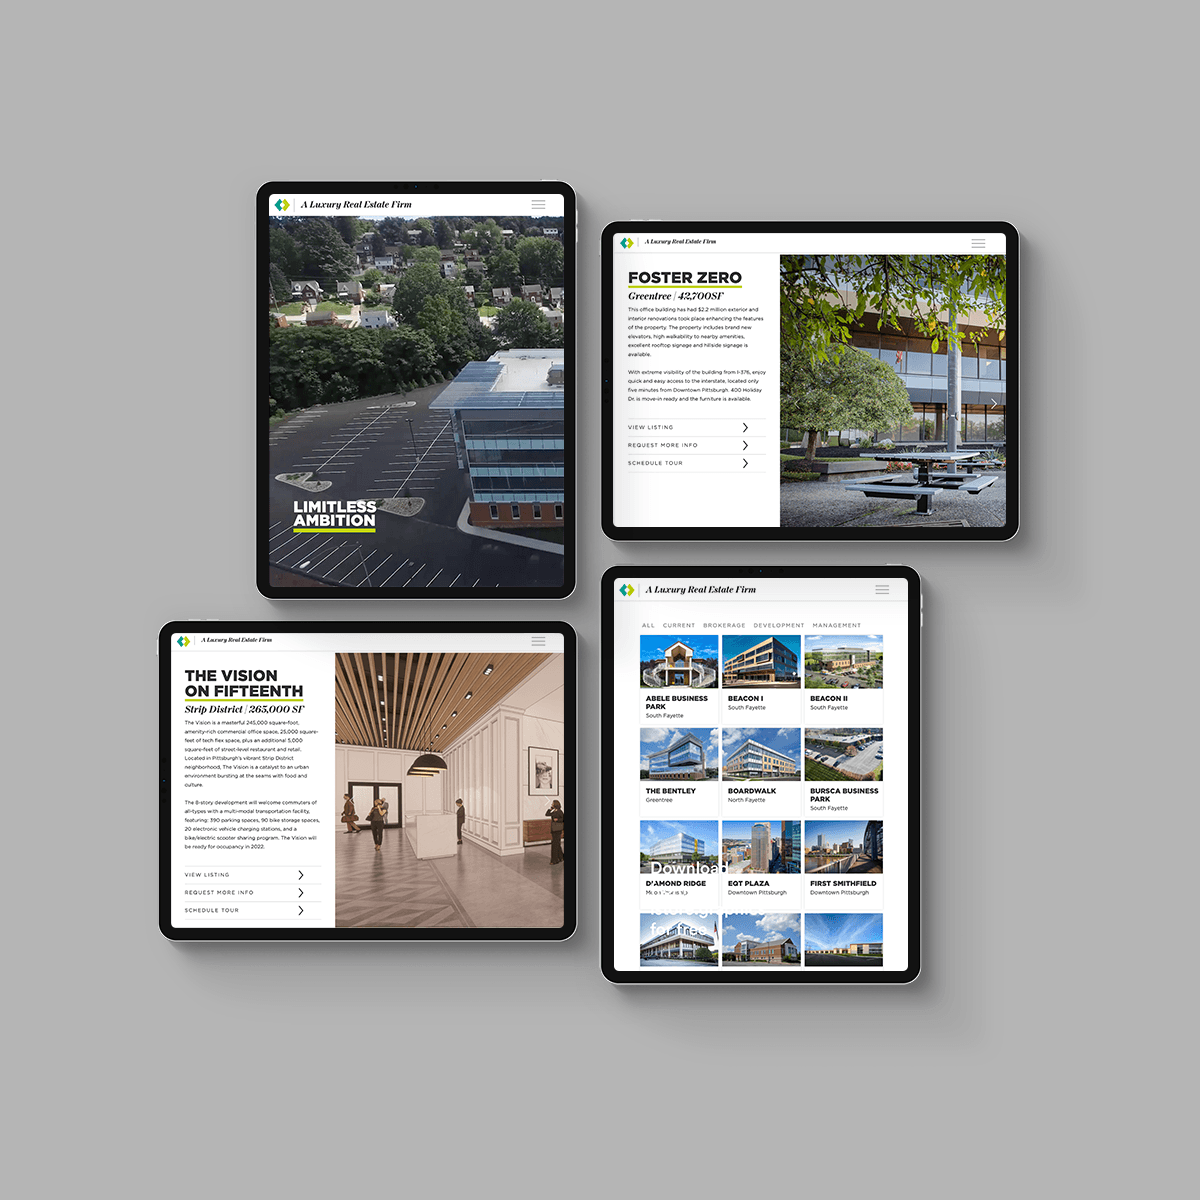 A Luxury Real Estate Firm
LIMITLESS
AMBITION
A Luxury Real Estate Firm
FOSTER ZERO
Greentree | 42,700SF
This office building has had $2.2 million exterior and
interior renovations took place enhancing the features
of the property. The property includes brand new
elevators, high walkability to nearby amenities,
excellent rooftop signage and hillside signage is
available.
With extreme visibility of the building from I-376, enjoy
quick and easy access to the interstate, located only
five minutes from Downtown Pittsburgh. 400 Holiday
Dr. is move-in ready and the furniture is available.
VIEW LISTING
REQUEST MORE INFO
SCHEDULE TOUR
A Luxury Real Estate Firm
THE VISION
ON FIFTEENTH
Strip District | 265,000 SF
The Vision is a masterful 245,000 square-foot,
amenity-rich commercial office space, 25,000 square-
feet of tech flex space, plus an additional 5,000
square-feet of street-level restaurant and retail.
Located in Pittsburgh's vibrant Strip District
neighborhood, The Vision is a catalyst to an urban
environment bursting at the seams with food and
culture.
The 8-story development will welcome commuters of
all-types with a multi-modal transportation facility,
featuring: 390 parking spaces, 90 bike storage spaces,
20 electronic vehicle charging stations, and a
bike/electric scooter sharing program. The Vision will
be ready for occupancy in 2022.
VIEW LISTING
REQUEST MORE INFO
SCHEDULE TOUR
A Luxury Real Estate Firm
ALL CURRENT BROKERAGE DEVELOPMENT MANAGEMENT
ABELE BUSINESS
PARK
South Fayette
BEACON I
South Fayette
BEACON II
South Fayette
THE BENTLEY
Greentree
BOARDWALK
North Fayette
BURSCA BUSINESS
PARK
South Fayette
Download
D'AMOND RIDGE
EQT PLAZA
Downtown Pittsburgh
FIRST SMITHFIELD
Downtown Pittsburgh
for free